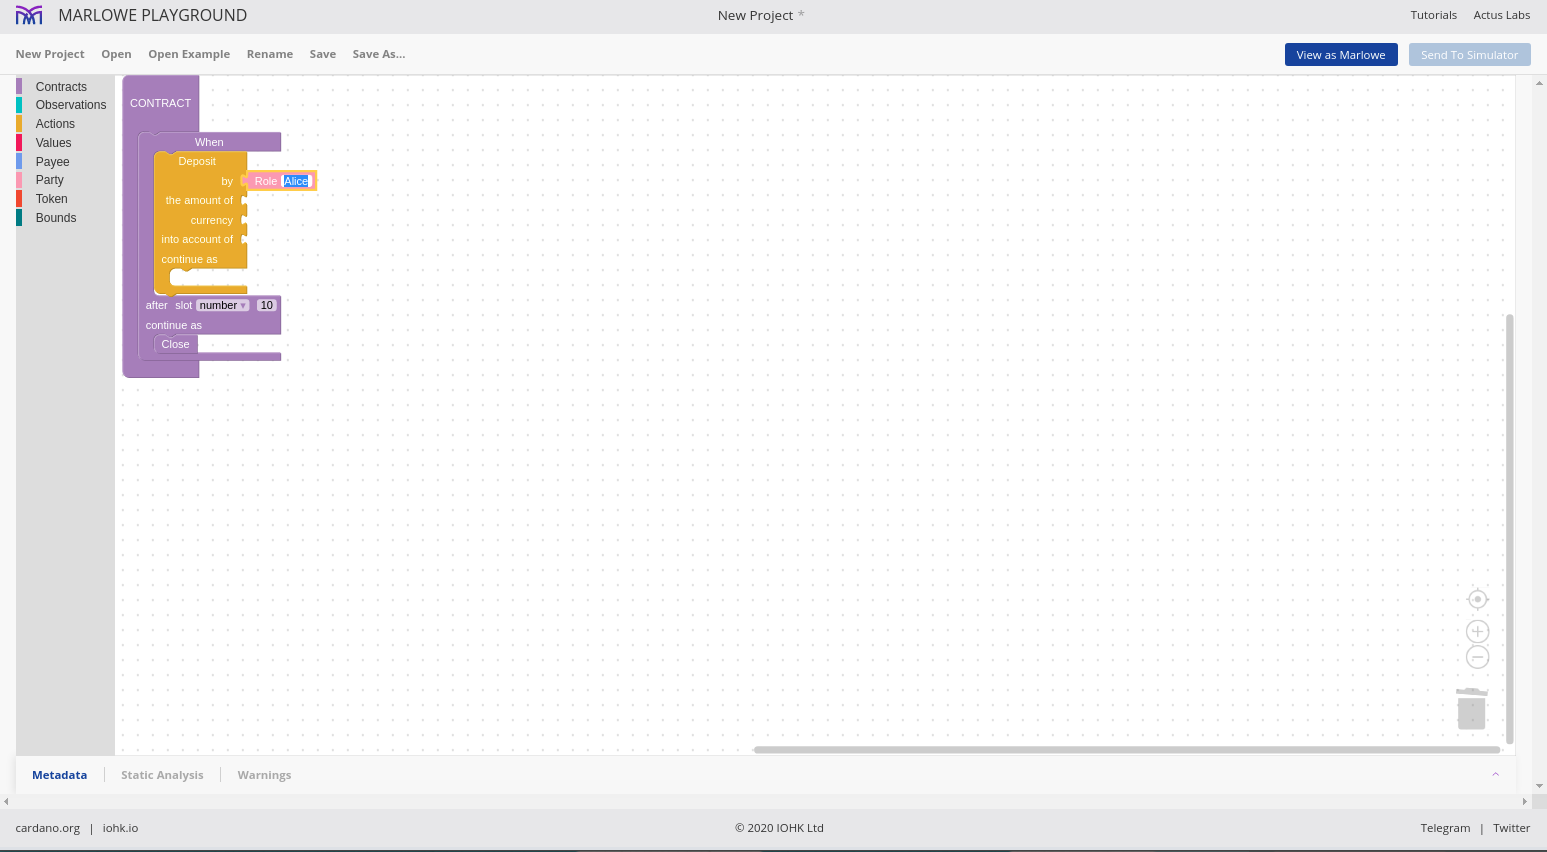 MARLOWE PLAYGROUND
New Project *
Tutorials Actus Labs
New Project Open Open Example Rename Save Save As...
View as Marlowe Send To Simulator
Contracts
Observations
Actions
Values
Payee
Party
Token
Bounds
CONTRACT
When
Deposit
by Role Alice
the amount of
currency
into account of
continue as
after slot number 10
continue as
Close
Metadata Static Analysis Warnings
cardano.org | iohk.io
© 2020 IOHK Ltd
Telegram | Twitter